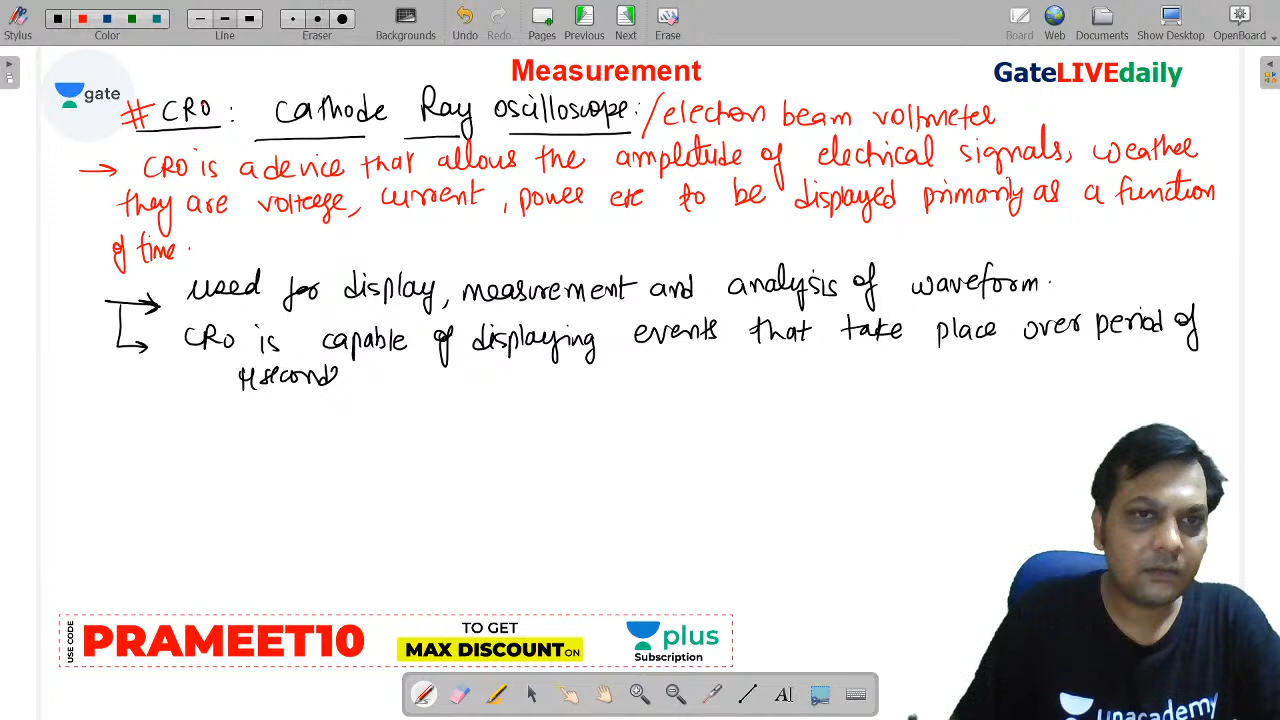 Stylus
Color
Line
Eraser
Backgrounds
Undo
Redo
Pages
Previous
Next
Erase
Board
Web
Documents
Show Desktop
OpenBoard
gate
Measurement
GateLIVEdaily
# CRO : Cathode Ray oscilloscope : / electron beam voltmeter
→ CRO is a device that allows the amplitude of electrical signals, weather
they are voltage, current, power etc to be displayed primarily as a function
of time.
used for display, measurement and analysis of waveform.
CRO is capable of displaying events that take place over period of
μsecond
USE CODE
PRAMEET10
TO GET
MAX DISCOUNT ON
plus
Subscription
unacademy